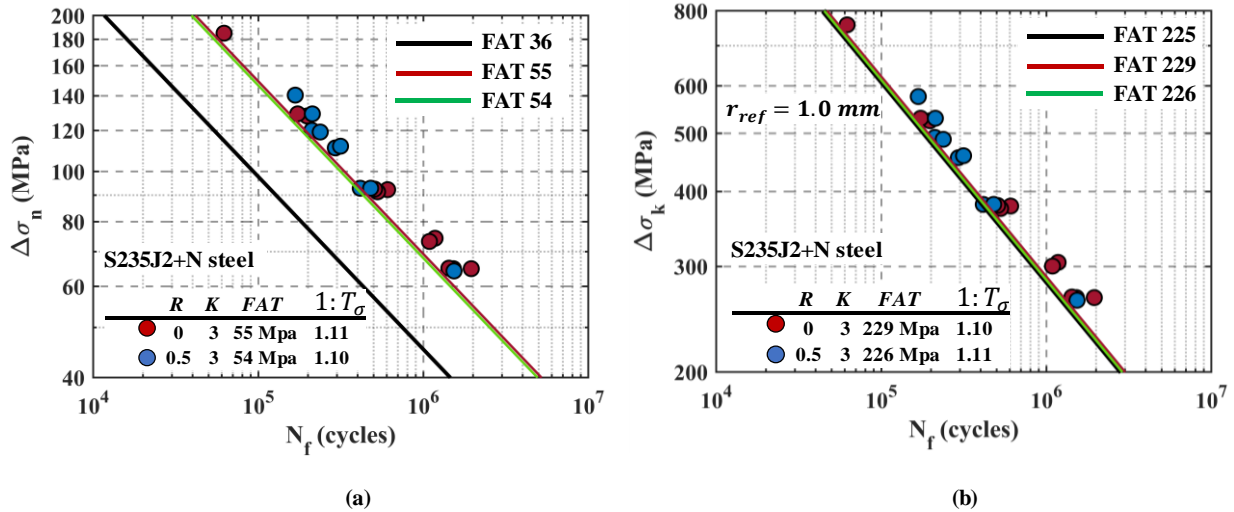 200
180
160
140
120
100
80
60
40
Δσn (MPa)
FAT 36
FAT 55
FAT 54
S235J2+N steel
R K FAT 1:Tσ
0 3 55 Mpa 1.11
0.5 3 54 Mpa 1.10
10^4 10^5 10^6 10^7
Nf (cycles)
(a)
800
600
500
400
300
200
Δσk (MPa)
FAT 225
FAT 229
FAT 226
rref = 1.0 mm
S235J2+N steel
R K FAT 1:Tσ
0 3 229 Mpa 1.10
0.5 3 226 Mpa 1.11
10^4 10^5 10^6 10^7
Nf (cycles)
(b)